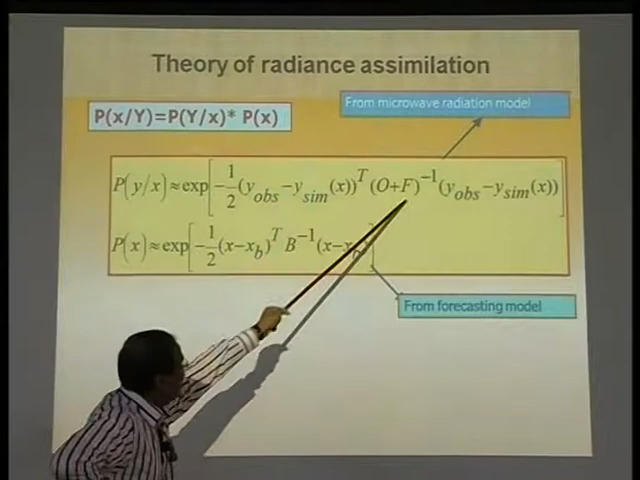 Theory of radiance assimilation
P(x/Y)=P(Y/x)* P(x)
From microwave radiation model
P(y/x)≈exp[−1/2(y_obs−y_sim(x))^T(O+F)^−1(y_obs−y_sim(x))]
P(x)≈exp[−1/2(x−x_b)^T B^−1(x−x_b)]
From forecasting model